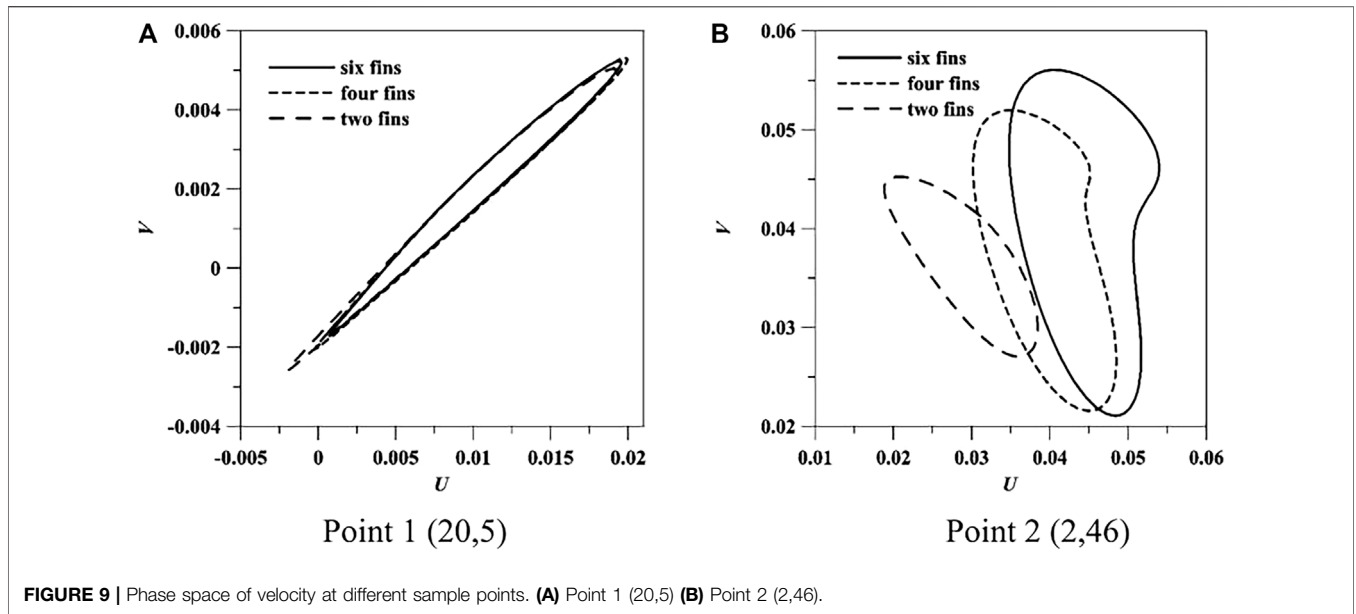 A
0.006
0.004
0.002
0
-0.002
-0.004
V
six fins
four fins
two fins
-0.005 0 0.005 0.01 0.015 0.02
U
Point 1 (20,5)
B
0.06
0.05
0.04
0.03
0.02
V
six fins
four fins
two fins
0.01 0.02 0.03 0.04 0.05 0.06
U
Point 2 (2,46)
FIGURE 9 | Phase space of velocity at different sample points. (A) Point 1 (20,5) (B) Point 2 (2,46).